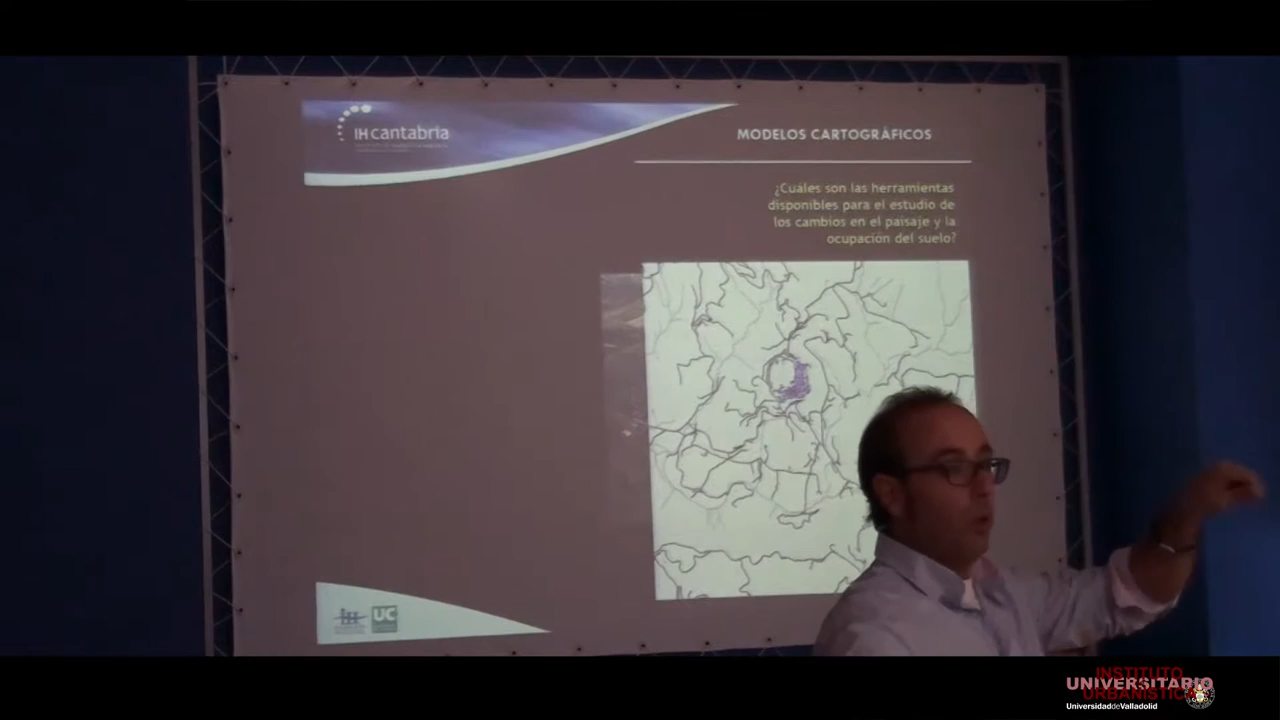 IH cantabria
MODELOS CARTOGRÁFICOS
¿Cuáles son las herramientas
disponibles para el estudio de
los cambios en el paisaje y la
ocupación del suelo?
IH
UC
INSTITUTO
UNIVERSITARIO
URBANÍSTICA
UniversidaddeValladolid